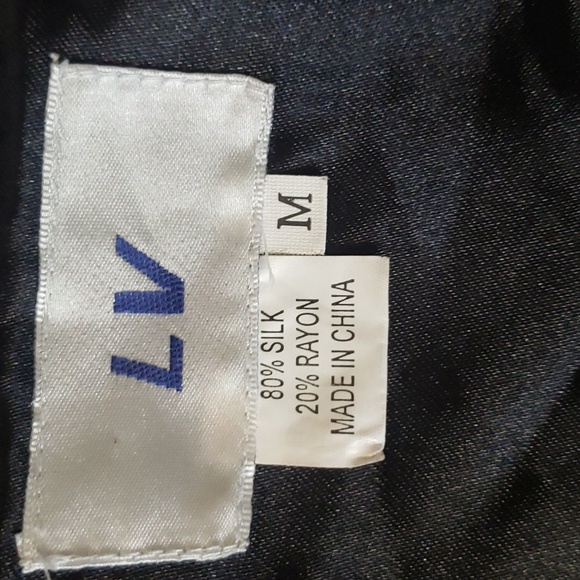 LV
M
80% SILK
20% RAYON
MADE IN CHINA